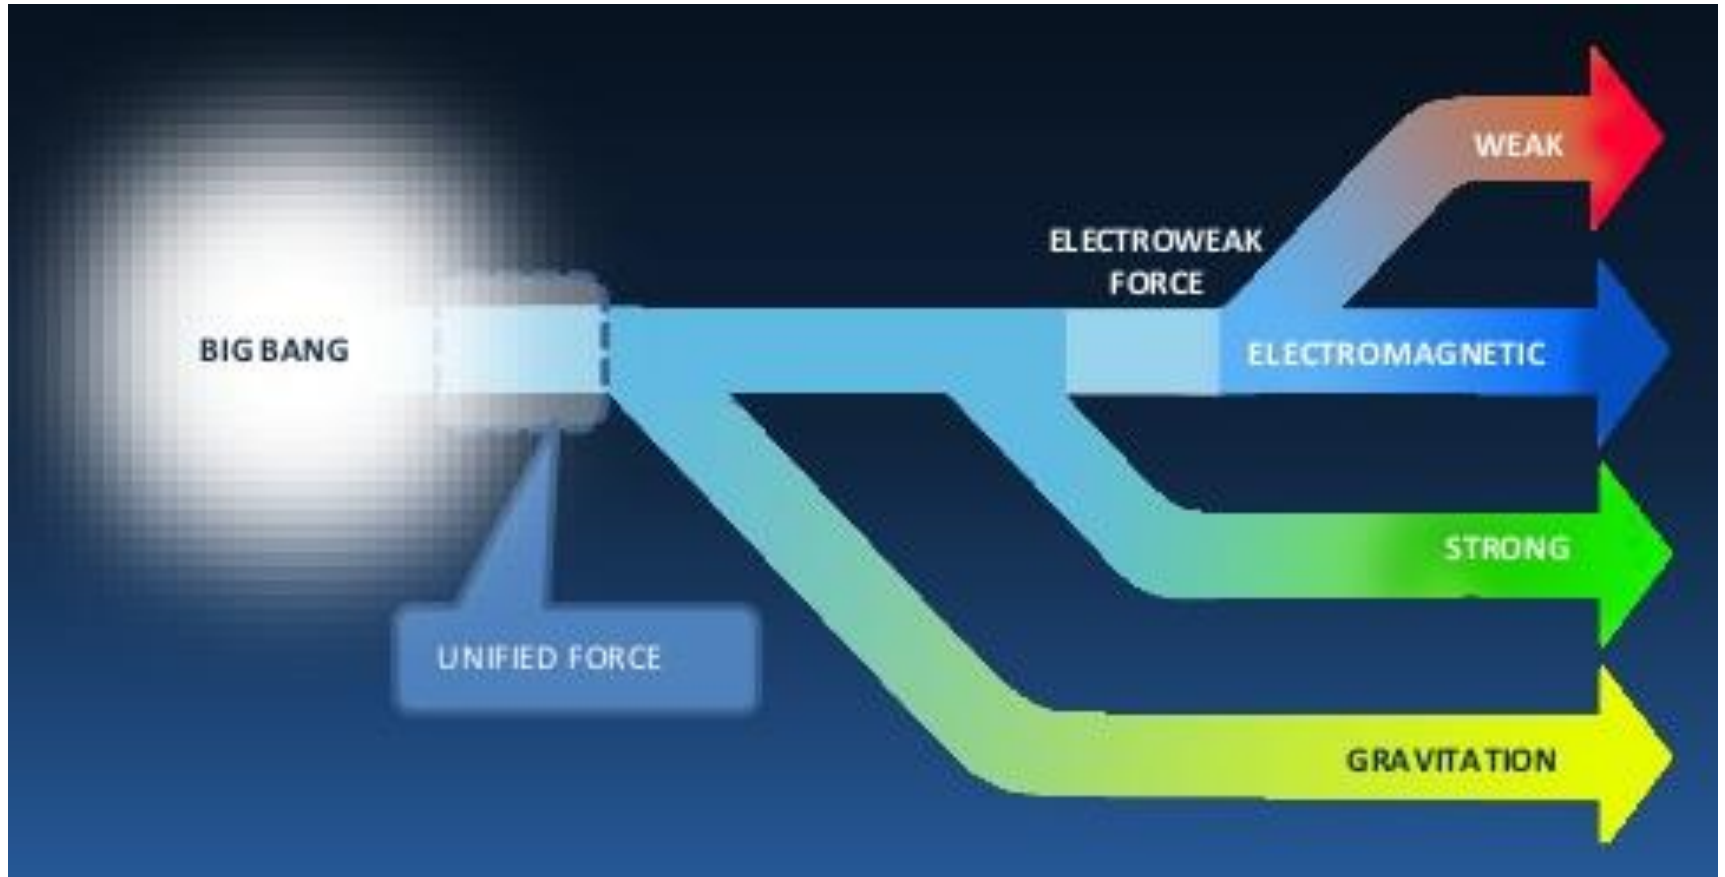 WEAK
ELECTROWEAK
FORCE
BIG BANG
ELECTROMAGNETIC
STRONG
UNIFIED FORCE
GRAVITATION